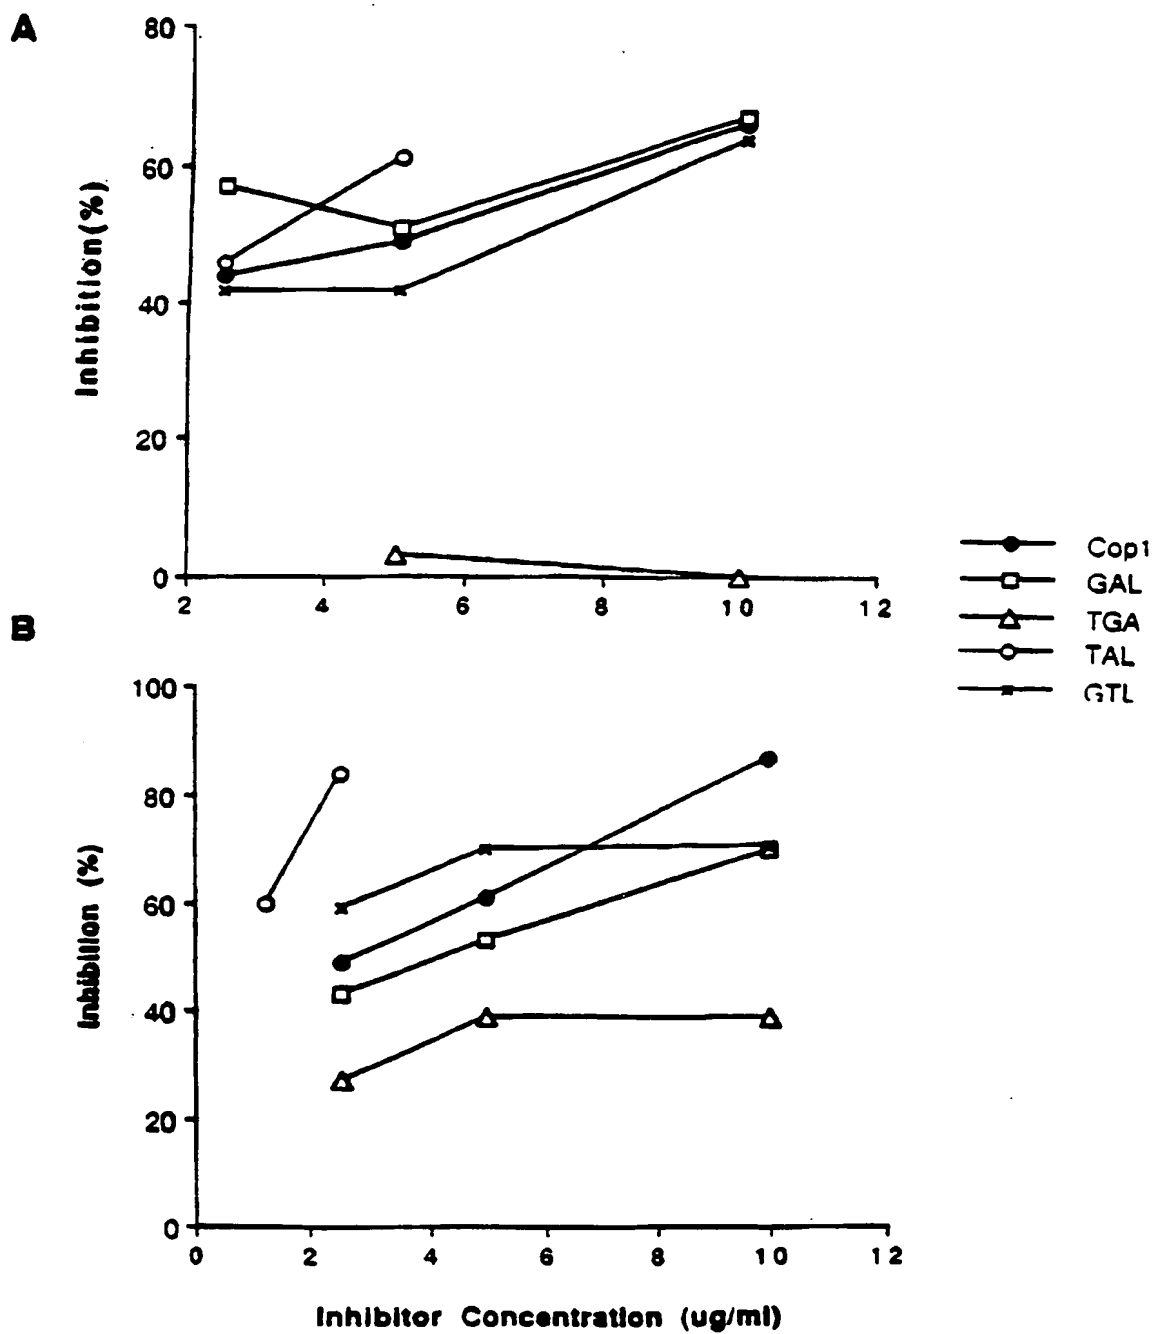 A
80
60
40
20
0
2 4 6 8 10 12
Inhibition(%)
Cop1
GAL
TGA
TAL
GTL
B
100
80
60
40
20
0
0 2 4 6 8 10 12
Inhibition (%)
Inhibitor Concentration (ug/ml)